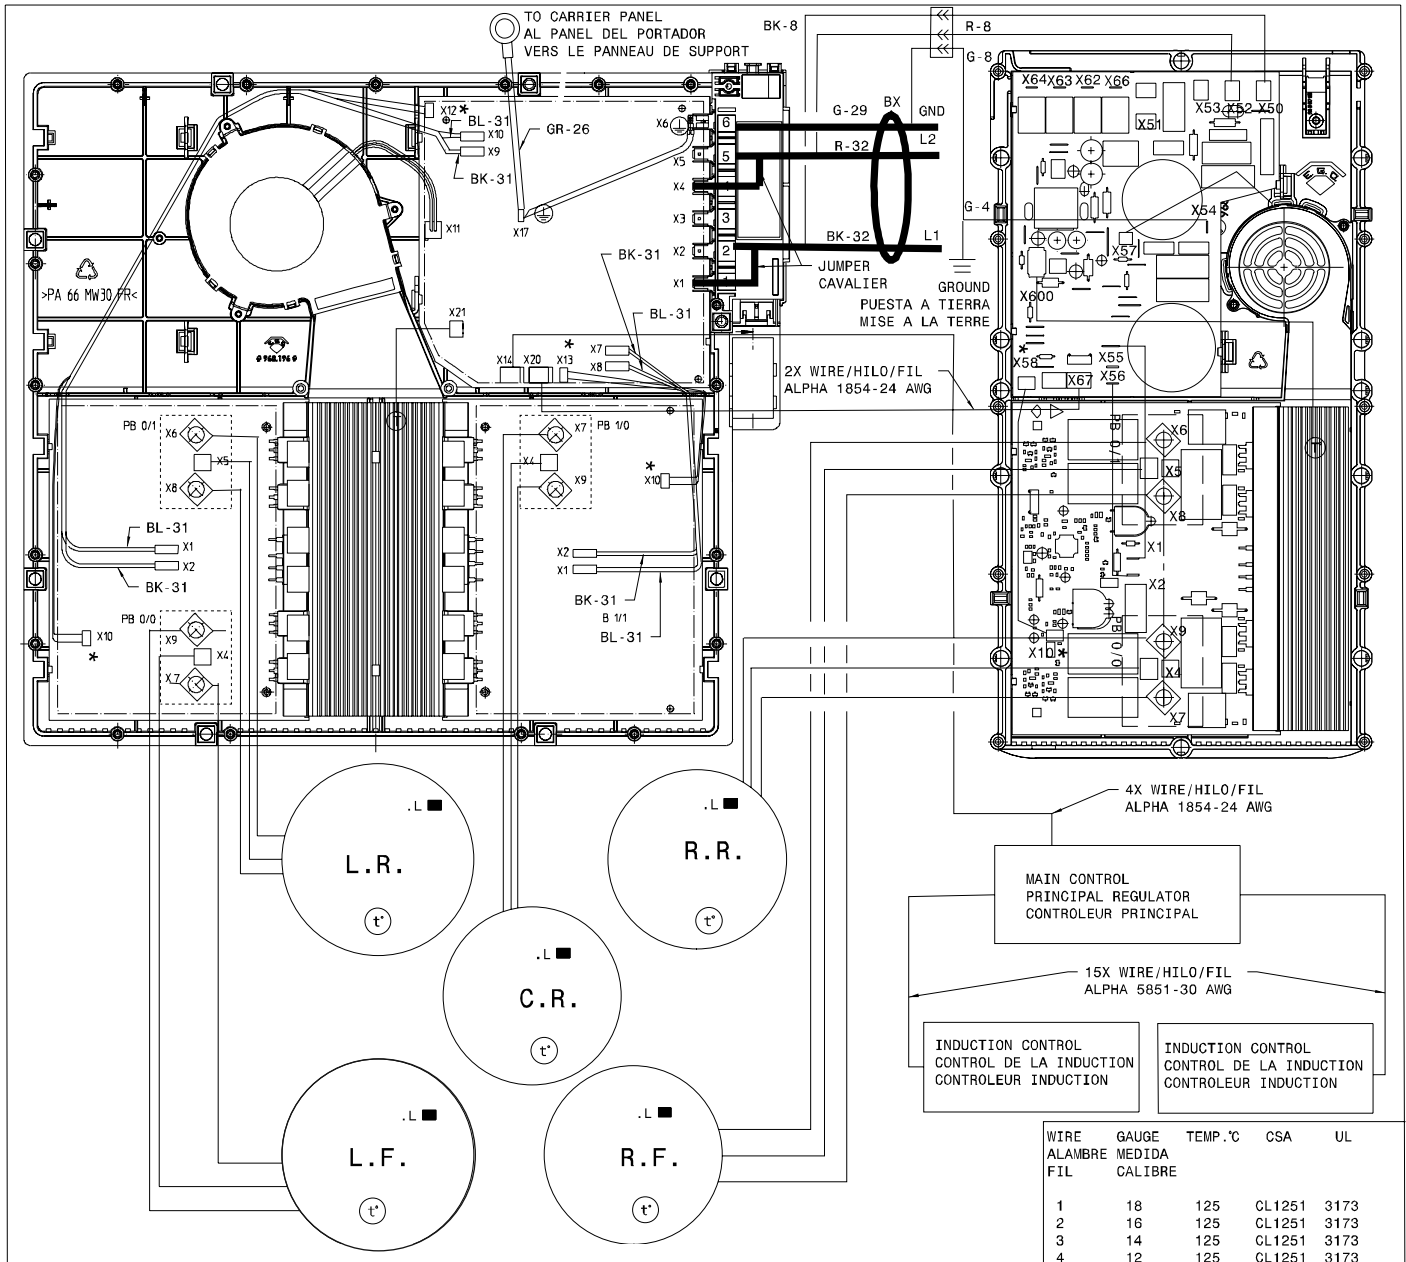 TO CARRIER PANEL
AL PANEL DEL PORTADOR
VERS LE PANNEAU DE SUPPORT
BK-8
R-8
G-8
X12 *
BL-31
X10
X9
BK-31
GR-26
X11
X17
X6
X5
X4
X3
X2
X1
6
5
3
2
G-29
BX
GND
R-32
L2
BK-32
L1
JUMPER
CAVALIER
G-4
GROUND
PUESTA A TIERRA
MISE A LA TERRE
>PA 66 MW30 FR<
X21
BK-31
BL-31
X14
X20
*
X13
X7
X8
2X WIRE/HILO/FIL
ALPHA 1854-24 AWG
X64
X63
X62
X66
X51
X53
X52
X50
E.G.O
X54
X57
X600
*
X58
X55
X56
X67
T
PB 0/1
X6
X5
X8
BL-31
X1
X2
BK-31
PB 0/0
X9
X4
X7
X10
*
T
X7
PB 1/0
X4
X9
*
X10
X2
X1
BK-31
B 1/1
BL-31
PB 0/1
X6
X5
X8
X1
X2
X9
X10 *
PB 0/0
X4
X7
.L
L.R.
t°
.L
R.R.
t°
.L
C.R.
t°
.L
L.F.
t°
.L
R.F.
t°
4X WIRE/HILO/FIL
ALPHA 1854-24 AWG
MAIN CONTROL
PRINCIPAL REGULATOR
CONTROLEUR PRINCIPAL
15X WIRE/HILO/FIL
ALPHA 5851-30 AWG
INDUCTION CONTROL
CONTROL DE LA INDUCTION
CONTROLEUR INDUCTION
INDUCTION CONTROL
CONTROL DE LA INDUCTION
CONTROLEUR INDUCTION
WIRE GAUGE TEMP.°C CSA UL
ALAMBRE MEDIDA
FIL CALIBRE
1 18 125 CL1251 3173
2 16 125 CL1251 3173
3 14 125 CL1251 3173
4 12 125 CL1251 3173